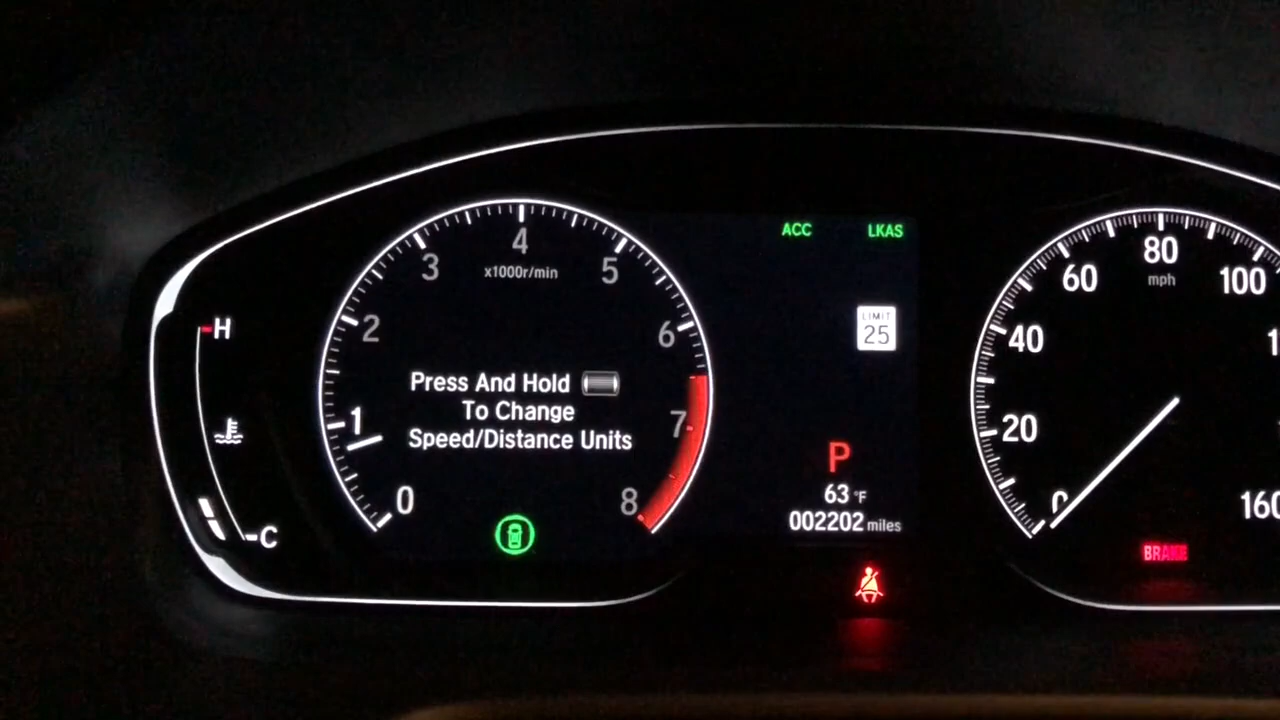 4
3
5
x1000r/min
2
6
1
7
0
8
Press And Hold
To Change
Speed/Distance Units
H
C
ACC
LKAS
LIMIT
25
P
63 °F
002202 miles
80
mph
60
100
40
20
0
160
BRAKE